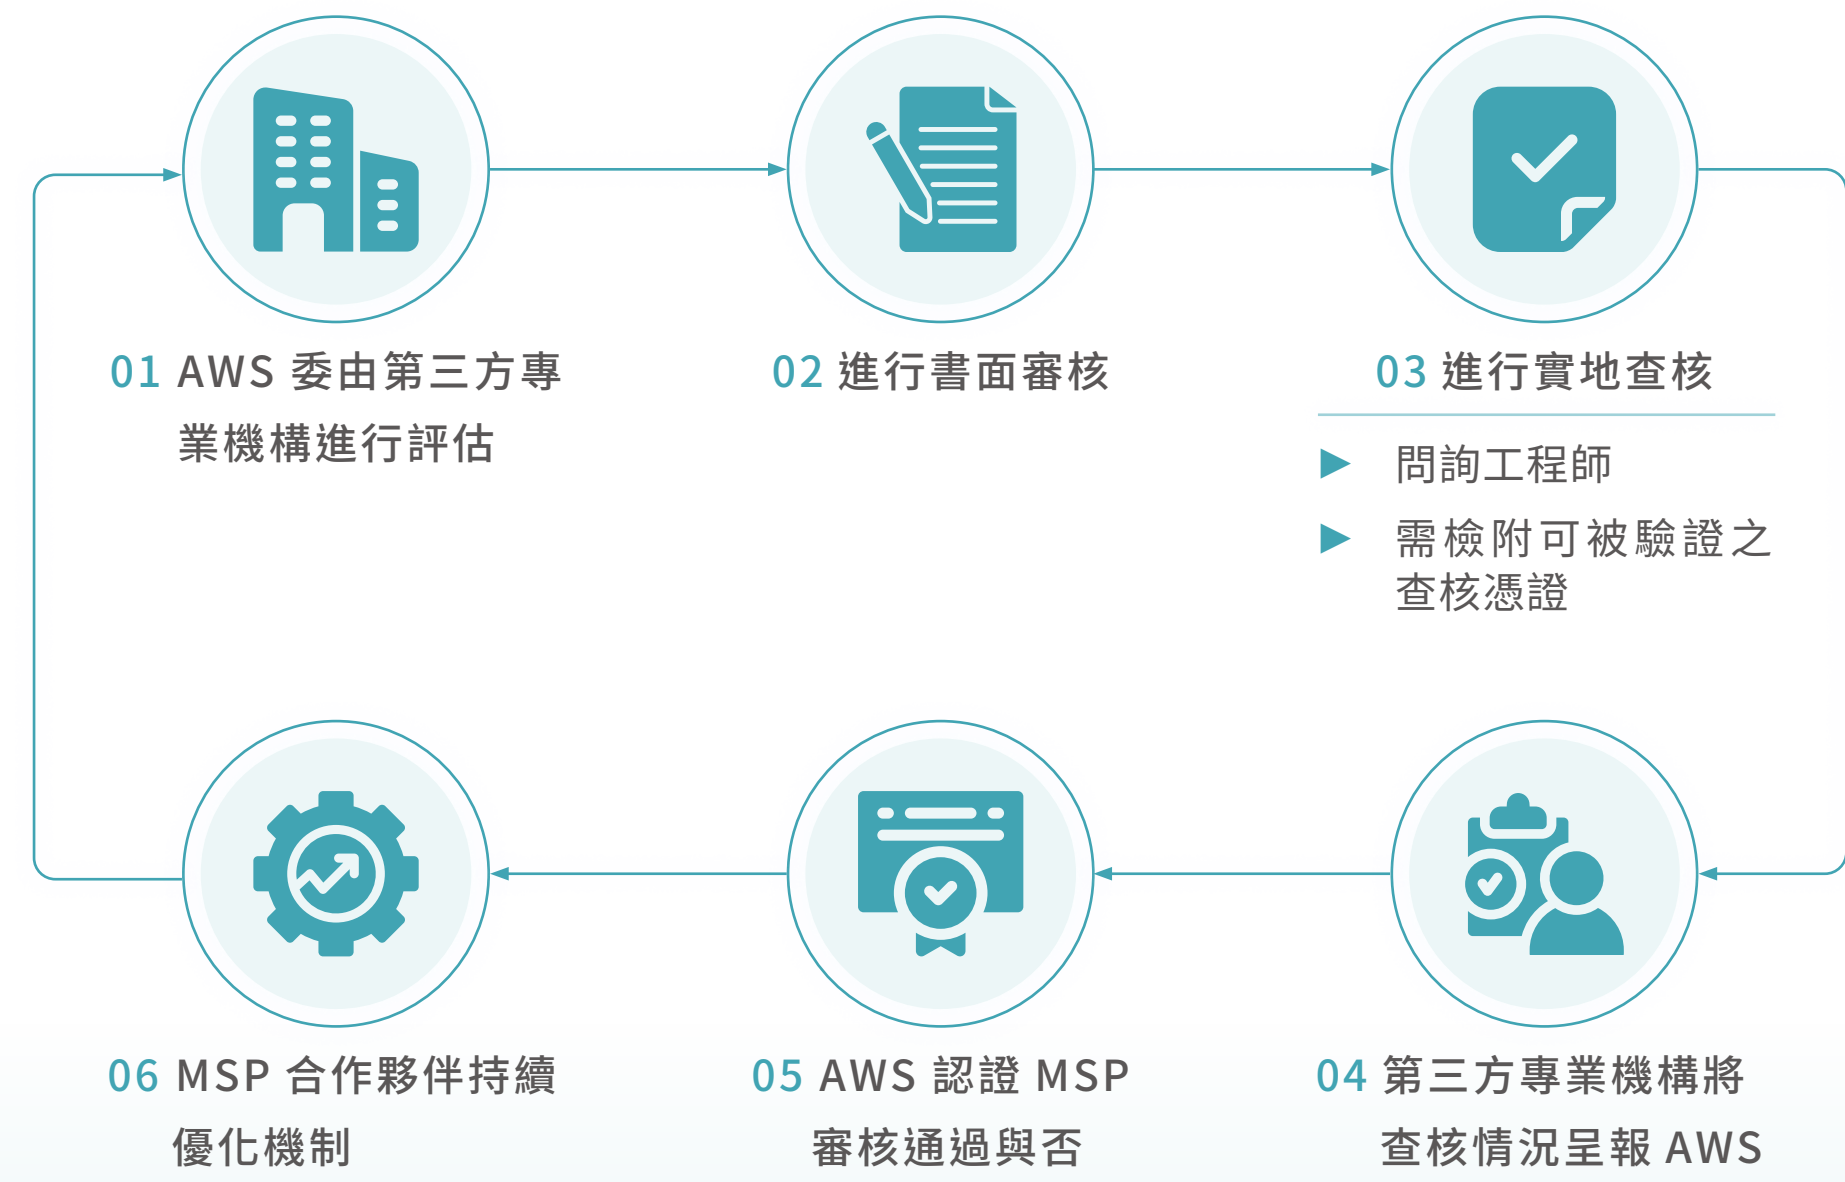 01 AWS 委由第三方專
業機構進行評估
02 進行書面審核
03 進行實地查核
問詢工程師
需檢附可被驗證之
查核憑證
04 第三方專業機構將
查核情況呈報 AWS
05 AWS 認證 MSP
審核通過與否
06 MSP 合作夥伴持續
優化機制